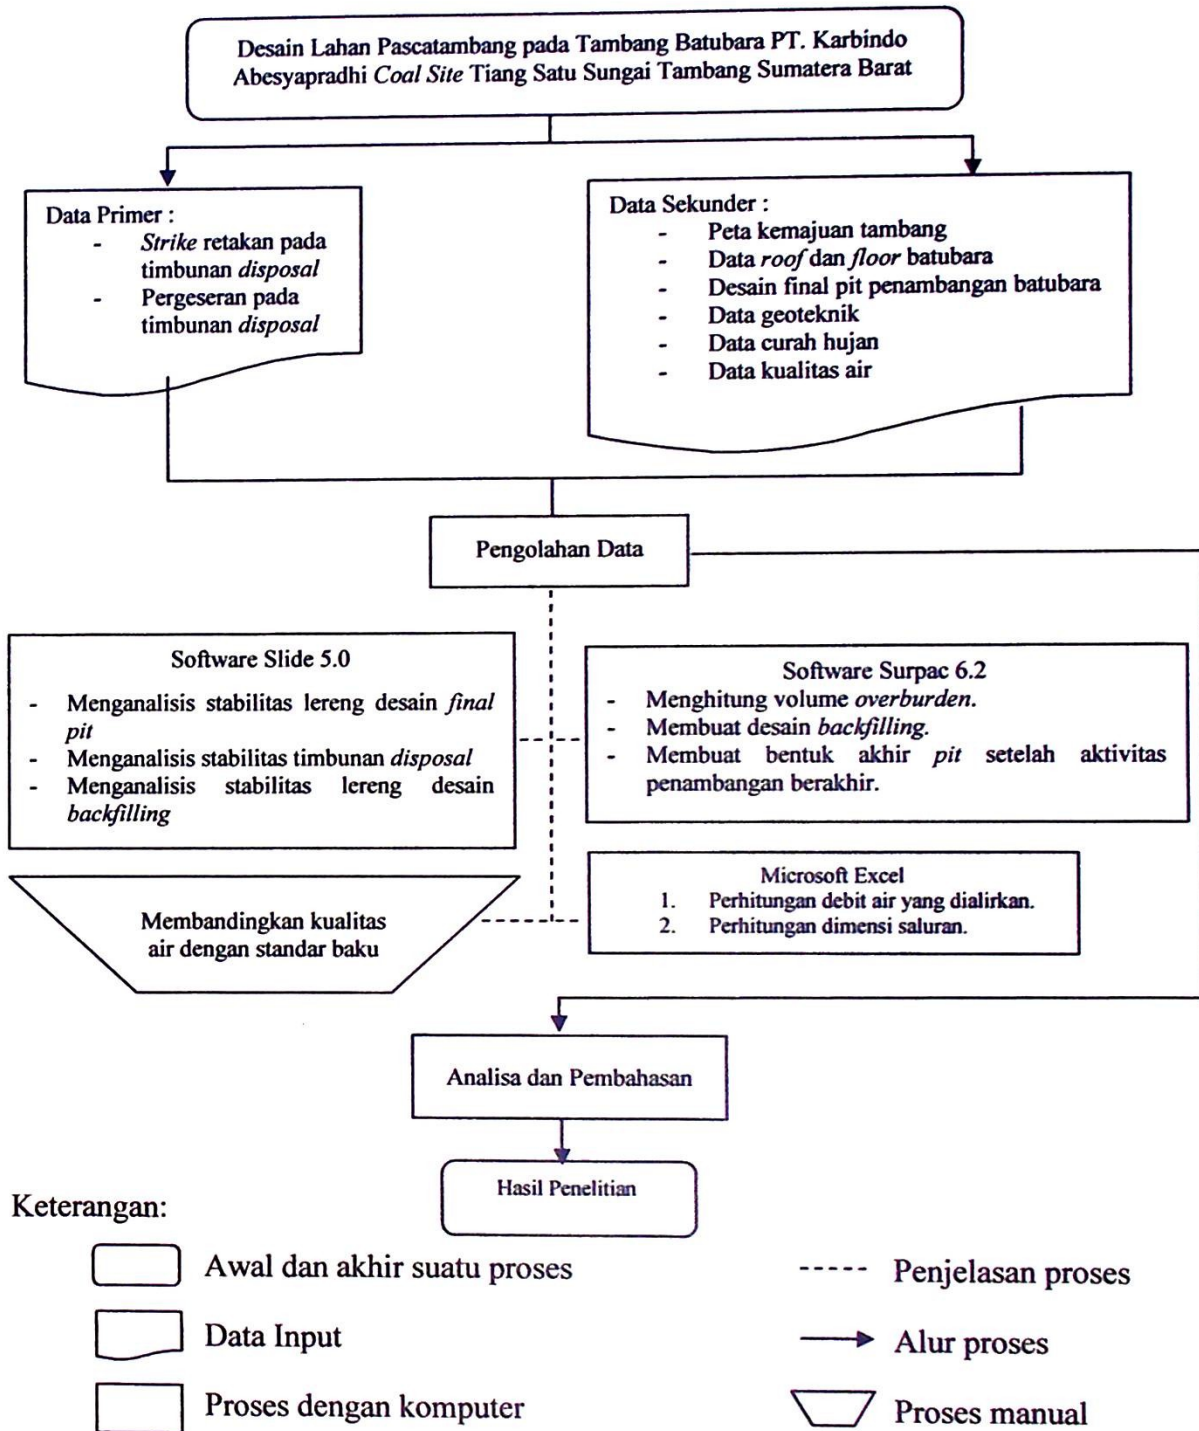 Desain Lahan Pascatambang pada Tambang Batubara PT. Karbindo
Abesyapradhi Coal Site Tiang Satu Sungai Tambang Sumatera Barat
Data Primer :
- Strike retakan pada
timbunan disposal
- Pergeseran pada
timbunan disposal
Data Sekunder :
- Peta kemajuan tambang
- Data roof dan floor batubara
- Desain final pit penambangan batubara
- Data geoteknik
- Data curah hujan
- Data kualitas air
Pengolahan Data
Software Slide 5.0
- Menganalisis stabilitas lereng desain final
pit
- Menganalisis stabilitas timbunan disposal
- Menganalisis stabilitas lereng desain
backfilling
Software Surpac 6.2
- Menghitung volume overburden.
- Membuat desain backfilling.
- Membuat bentuk akhir pit setelah aktivitas
penambangan berakhir.
Membandingkan kualitas
air dengan standar baku
Microsoft Excel
1. Perhitungan debit air yang dialirkan.
2. Perhitungan dimensi saluran.
Analisa dan Pembahasan
Hasil Penelitian
Keterangan:
Awal dan akhir suatu proses
Data Input
Proses dengan komputer
Penjelasan proses
Alur proses
Proses manual